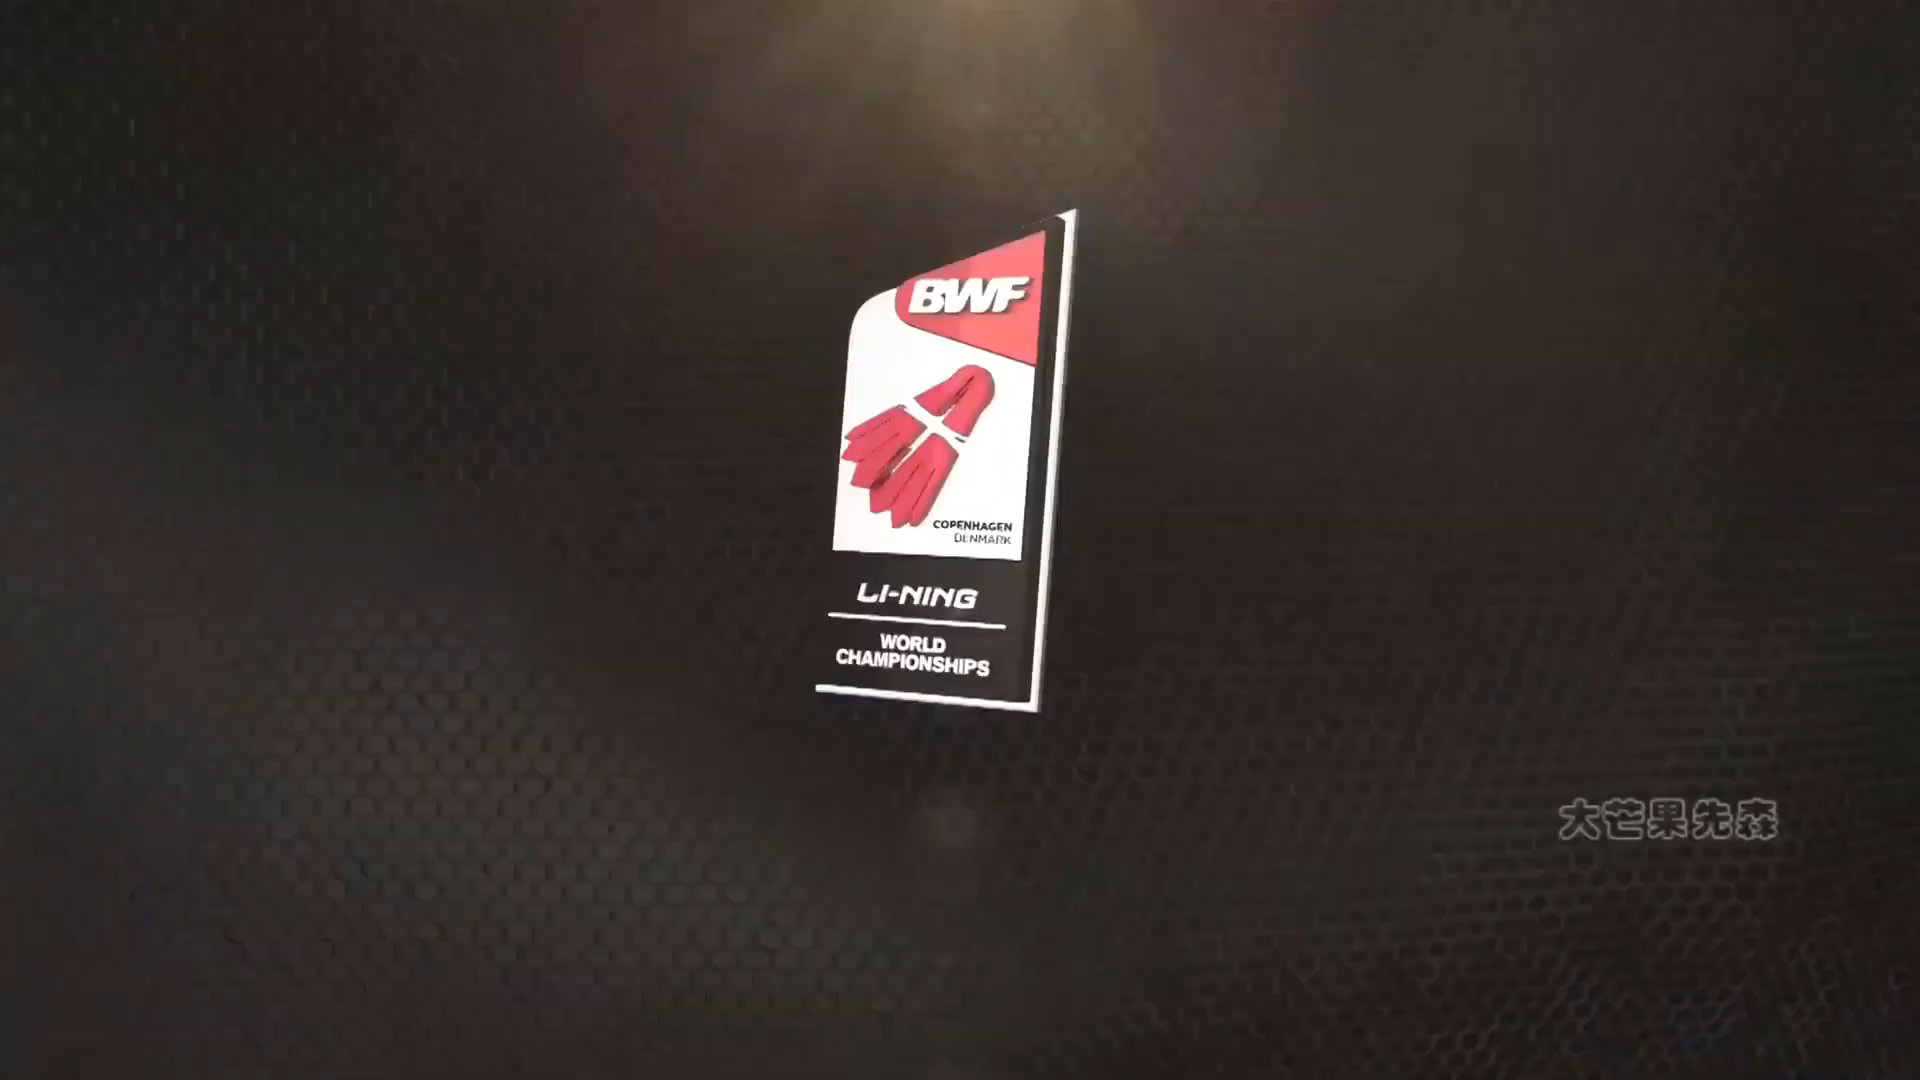 BWF
COPENHAGEN
DENMARK
LI-NING
WORLD
CHAMPIONSHIPS
大芒果先森